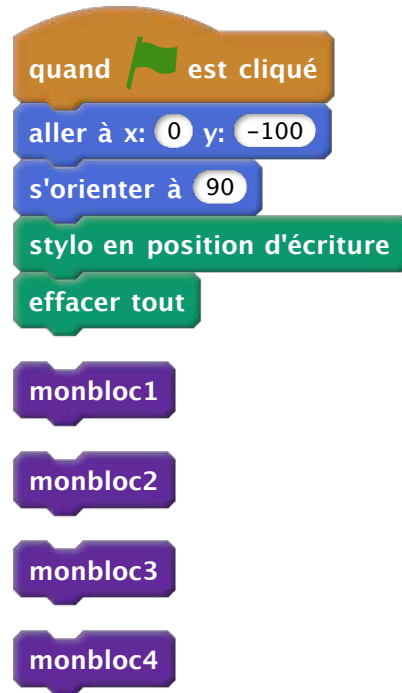 quand est cliqué
aller à x: 0 y: -100
s'orienter à 90
stylo en position d'écriture
effacer tout
monbloc1
monbloc2
monbloc3
monbloc4